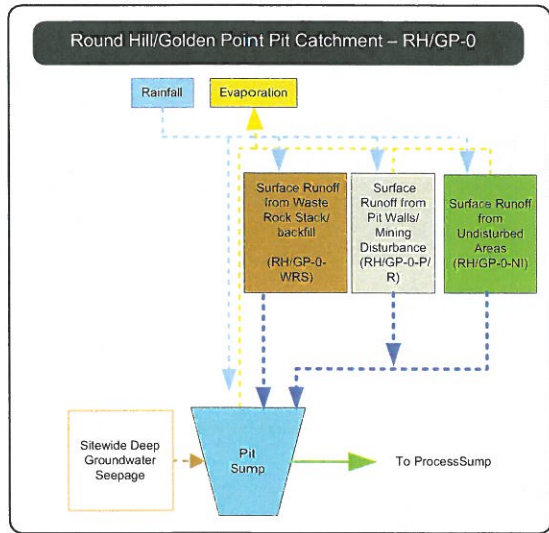 Round Hill/Golden Point Pit Catchment – RH/GP-0
Rainfall
Evaporation
Surface Runoff
from Waste
Rock Stack/
backfill
(RH/GP-0-
WRS)
Surface
Runoff from
Pit Walls/
Mining
Disturbance
(RH/GP-0-P/
R)
Surface Runoff
from
Undisturbed
Areas
(RH/GP-0-NI)
Sitewide Deep
Groundwater
Seepage
Pit
Sump
To ProcessSump